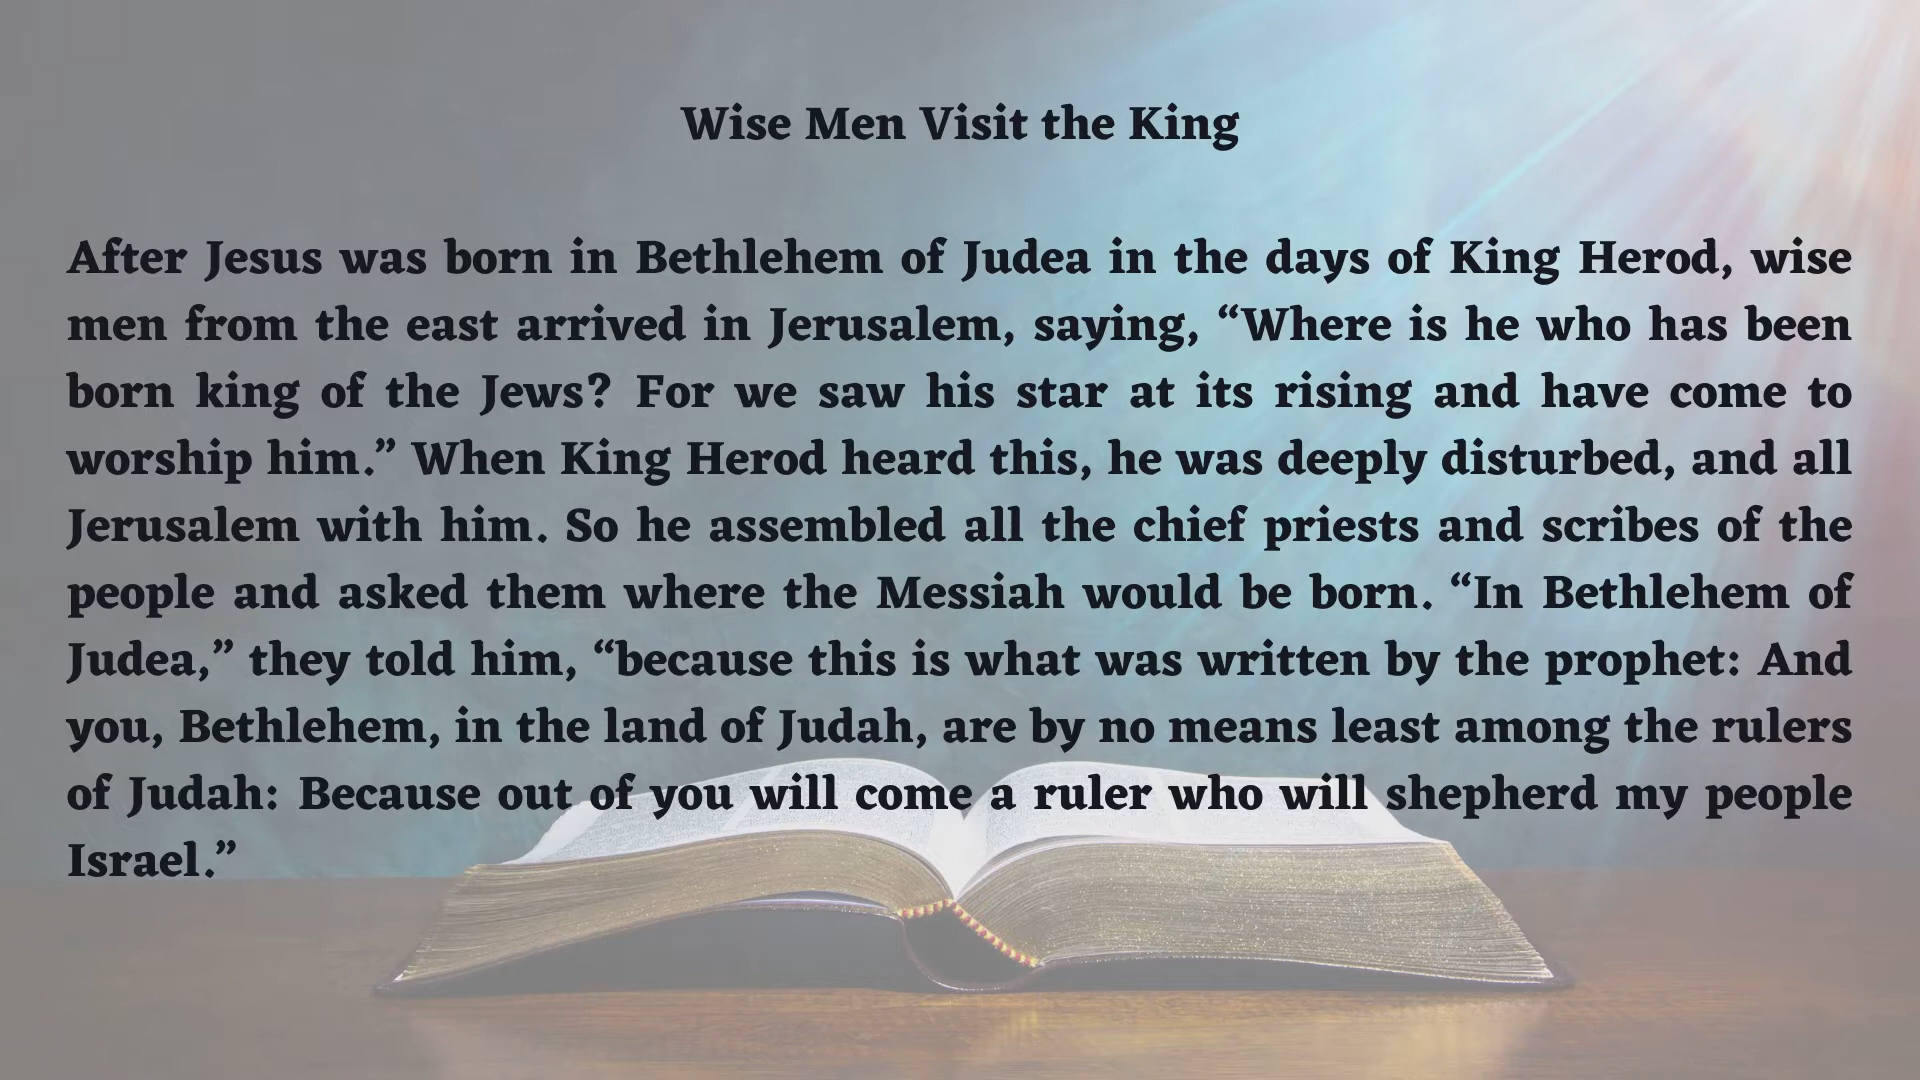 Wise Men Visit the King
After Jesus was born in Bethlehem of Judea in the days of King Herod, wise
men from the east arrived in Jerusalem, saying, “Where is he who has been
born king of the Jews? For we saw his star at its rising and have come to
worship him.” When King Herod heard this, he was deeply disturbed, and all
Jerusalem with him. So he assembled all the chief priests and scribes of the
people and asked them where the Messiah would be born. “In Bethlehem of
Judea,” they told him, “because this is what was written by the prophet: And
you, Bethlehem, in the land of Judah, are by no means least among the rulers
of Judah: Because out of you will come a ruler who will shepherd my people
Israel.”